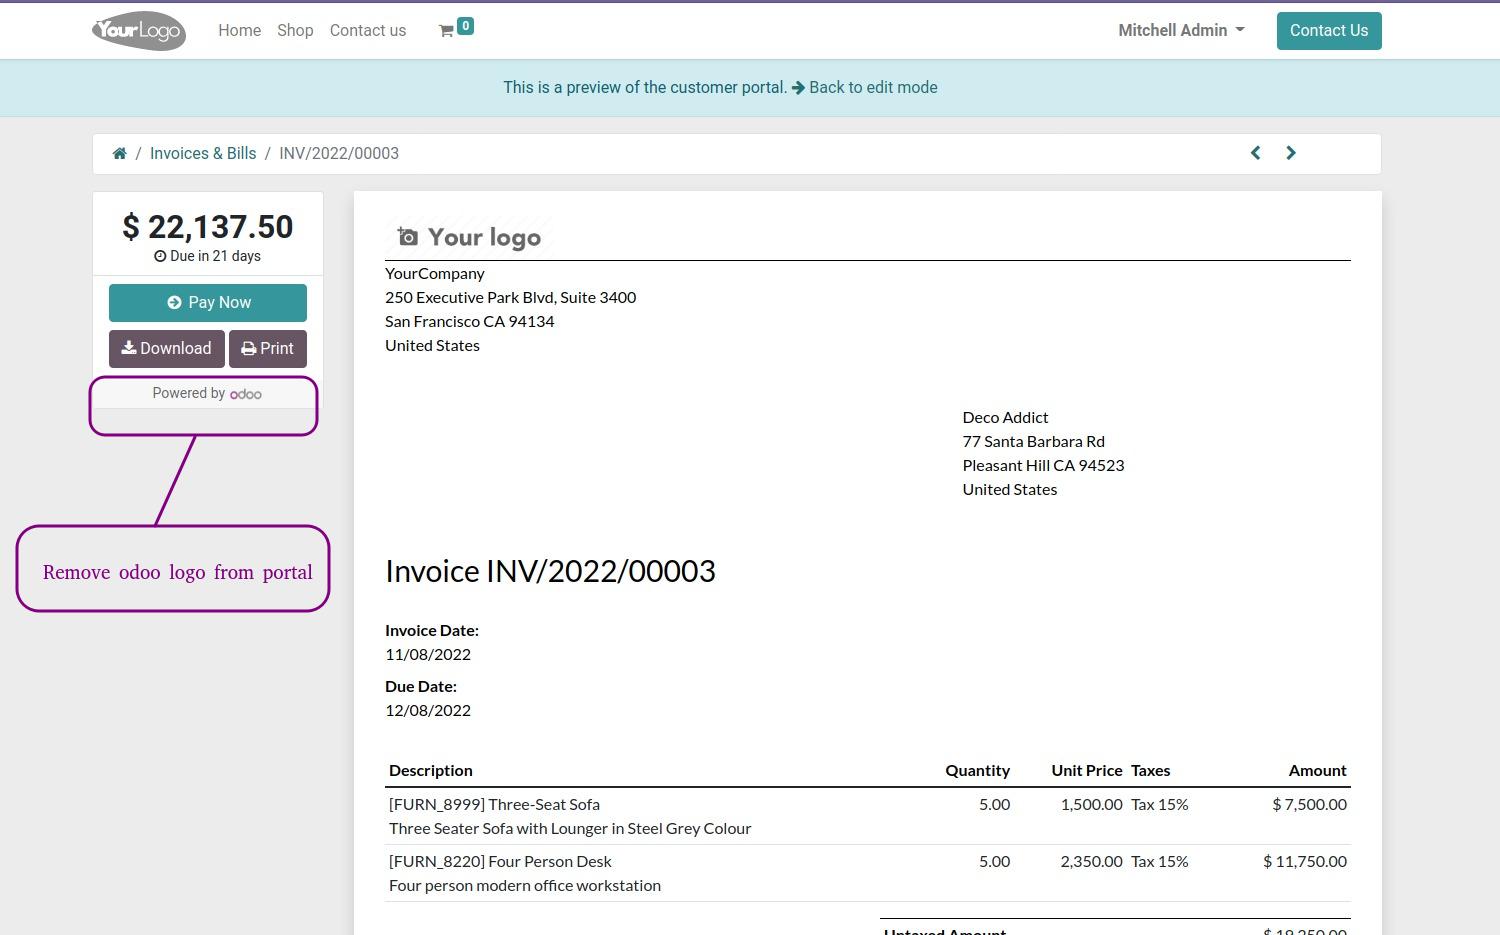 YourLogo Home Shop Contact us 0 Mitchell Admin Contact Us
This is a preview of the customer portal. Back to edit mode
/ Invoices & Bills / INV/2022/00003
$ 22,137.50
Due in 21 days
Pay Now
Download Print
Powered by odoo
Remove odoo logo from portal
Your logo
YourCompany
250 Executive Park Blvd, Suite 3400
San Francisco CA 94134
United States
Deco Addict
77 Santa Barbara Rd
Pleasant Hill CA 94523
United States
Invoice INV/2022/00003
Invoice Date:
11/08/2022
Due Date:
12/08/2022
Description Quantity Unit Price Taxes Amount
[FURN_8999] Three-Seat Sofa 5.00 1,500.00 Tax 15% $ 7,500.00
Three Seater Sofa with Lounger in Steel Grey Colour
[FURN_8220] Four Person Desk 5.00 2,350.00 Tax 15% $ 11,750.00
Four person modern office workstation
Untaxed Amount $ 19,250.00